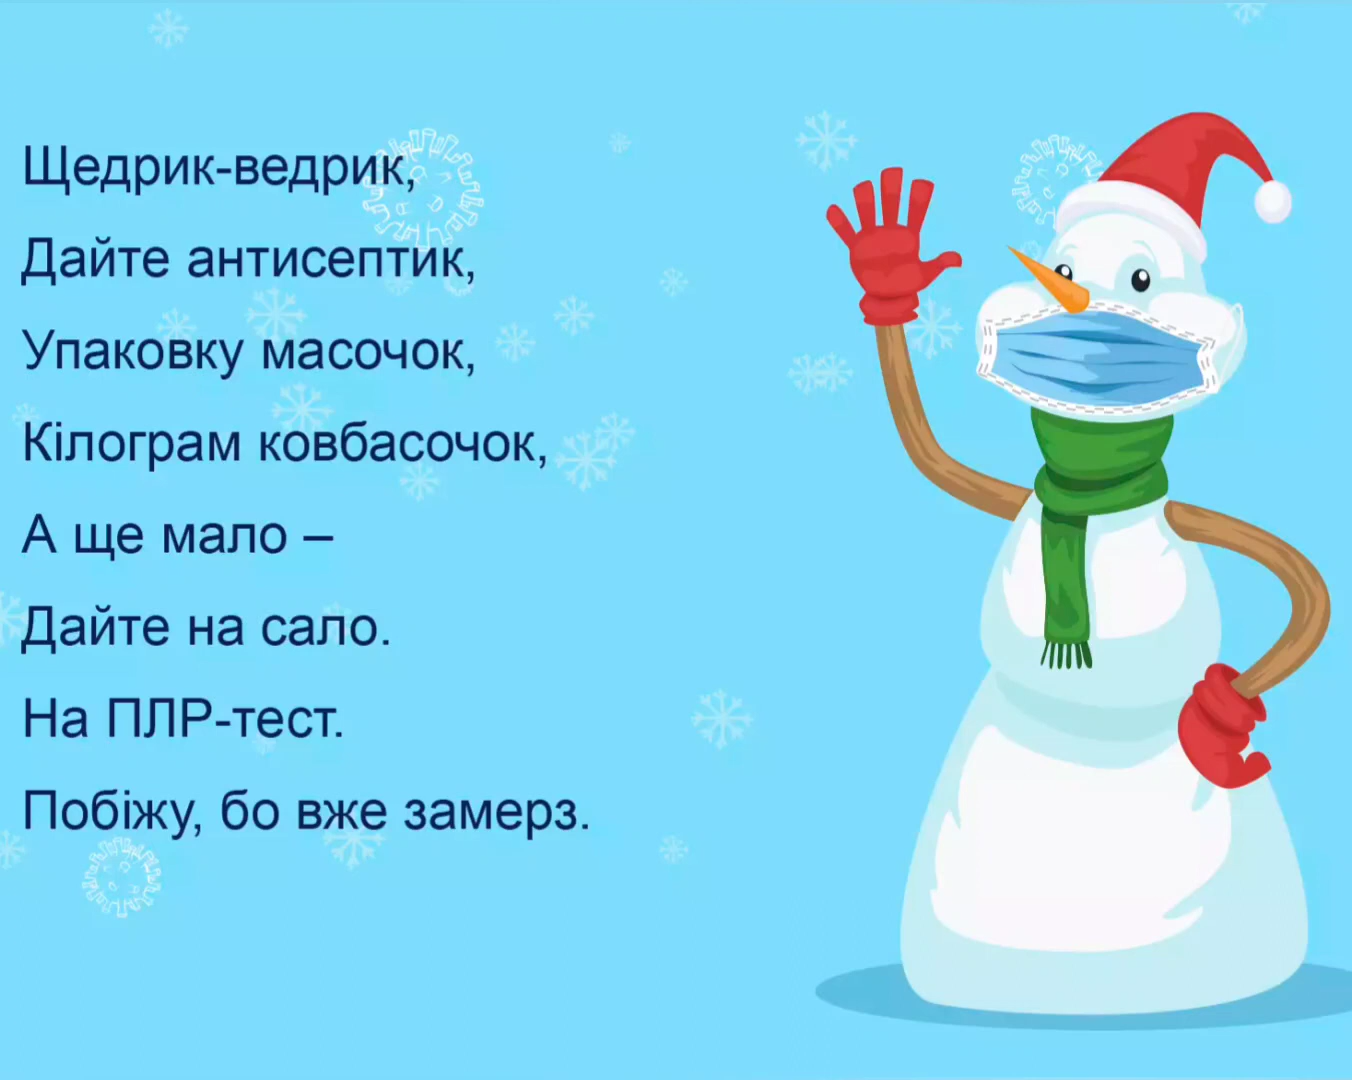 Щедрик-ведрик,
Дайте антисептик,
Упаковку масочок,
Кілограм ковбасочок,
А ще мало –
Дайте на сало.
На ПЛР-тест.
Побіжу, бо вже замерз.